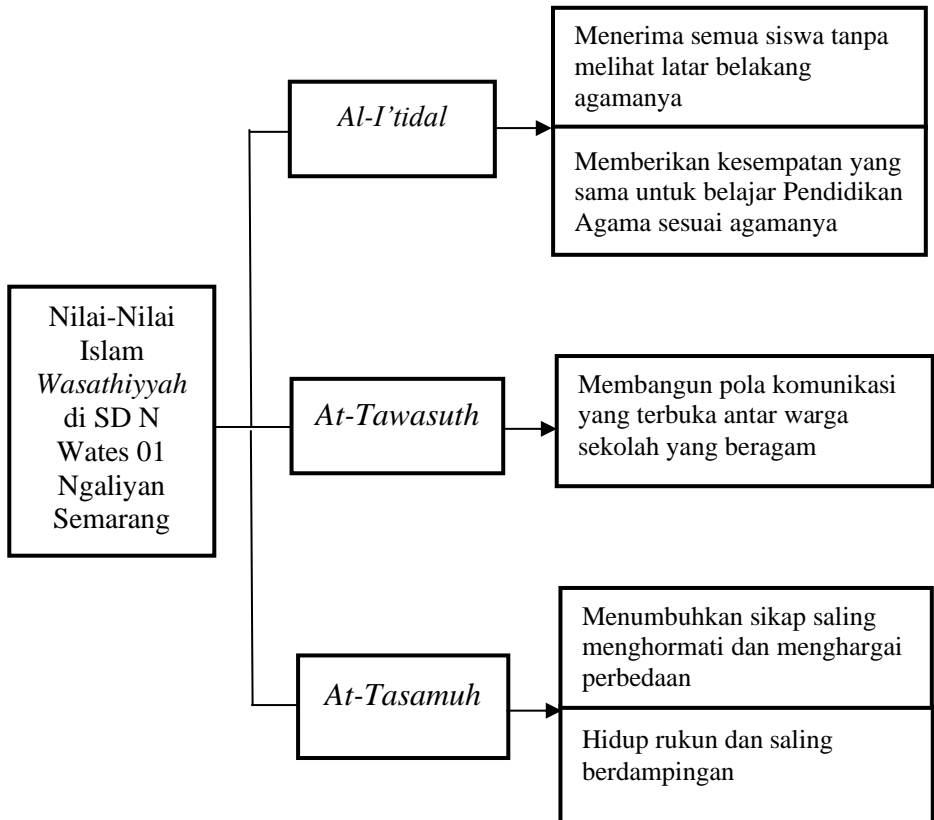 Nilai-Nilai
Islam
Wasathiyyah
di SD N
Wates 01
Ngaliyan
Semarang
Al-I’tidal
Menerima semua siswa tanpa
melihat latar belakang
agamanya
Memberikan kesempatan yang
sama untuk belajar Pendidikan
Agama sesuai agamanya
At-Tawasuth
Membangun pola komunikasi
yang terbuka antar warga
sekolah yang beragam
At-Tasamuh
Menumbuhkan sikap saling
menghormati dan menghargai
perbedaan
Hidup rukun dan saling
berdampingan